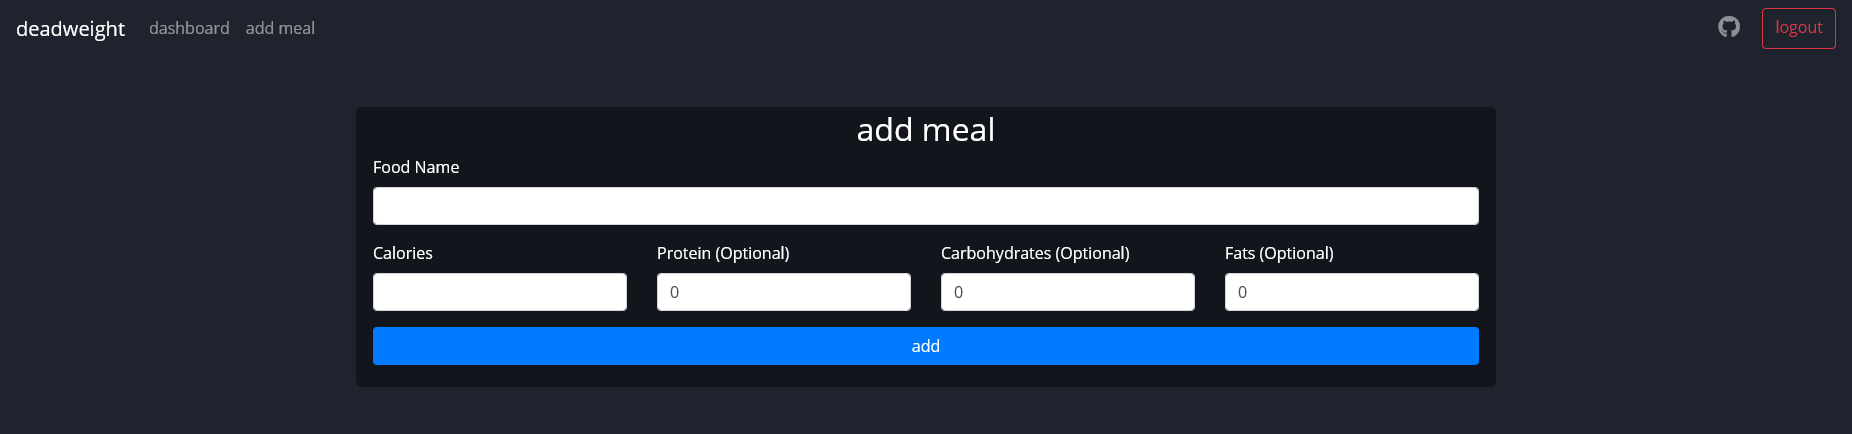 deadweight dashboard add meal logout
add meal
Food Name
Calories Protein (Optional) Carbohydrates (Optional) Fats (Optional)
0 0 0
add